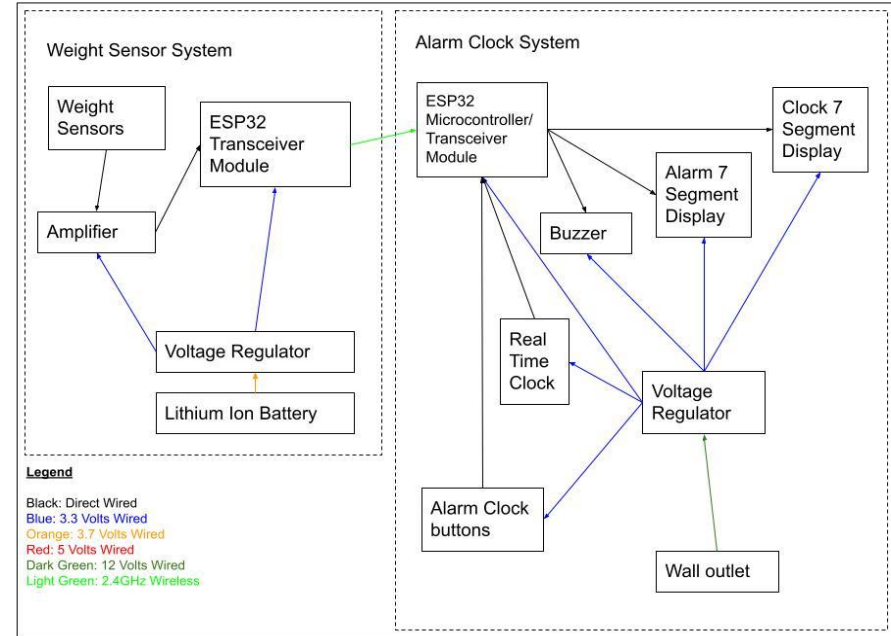 Weight Sensor System
Weight
Sensors
ESP32
Transceiver
Module
Amplifier
Voltage Regulator
Lithium Ion Battery
Legend
Black: Direct Wired
Blue: 3.3 Volts Wired
Orange: 3.7 Volts Wired
Red: 5 Volts Wired
Dark Green: 12 Volts Wired
Light Green: 2.4GHz Wireless
Alarm Clock System
ESP32
Microcontroller/
Transceiver
Module
Clock 7
Segment
Display
Alarm 7
Segment
Display
Buzzer
Real
Time
Clock
Voltage
Regulator
Alarm Clock
buttons
Wall outlet